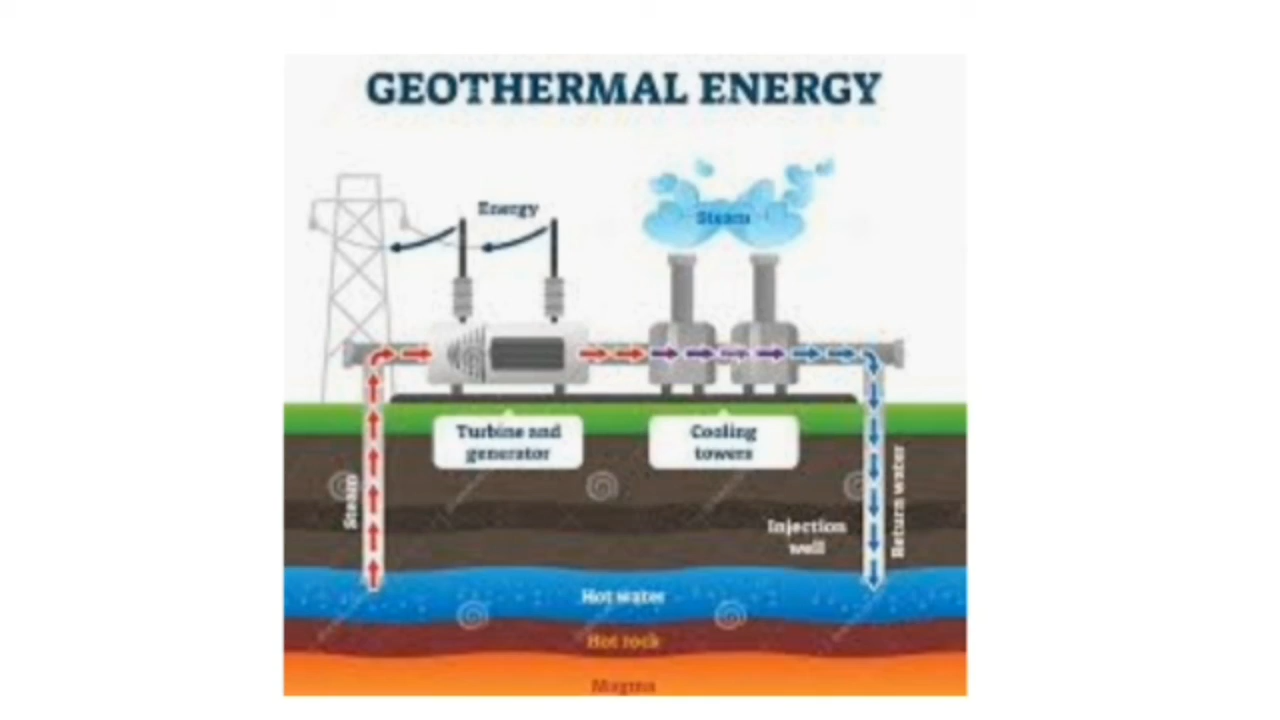 GEOTHERMAL ENERGY
Energy
Steam
Turbine and
generator
Cooling
towers
Steam
Injection
well
Return water
Hot water
Hot rock
Magma